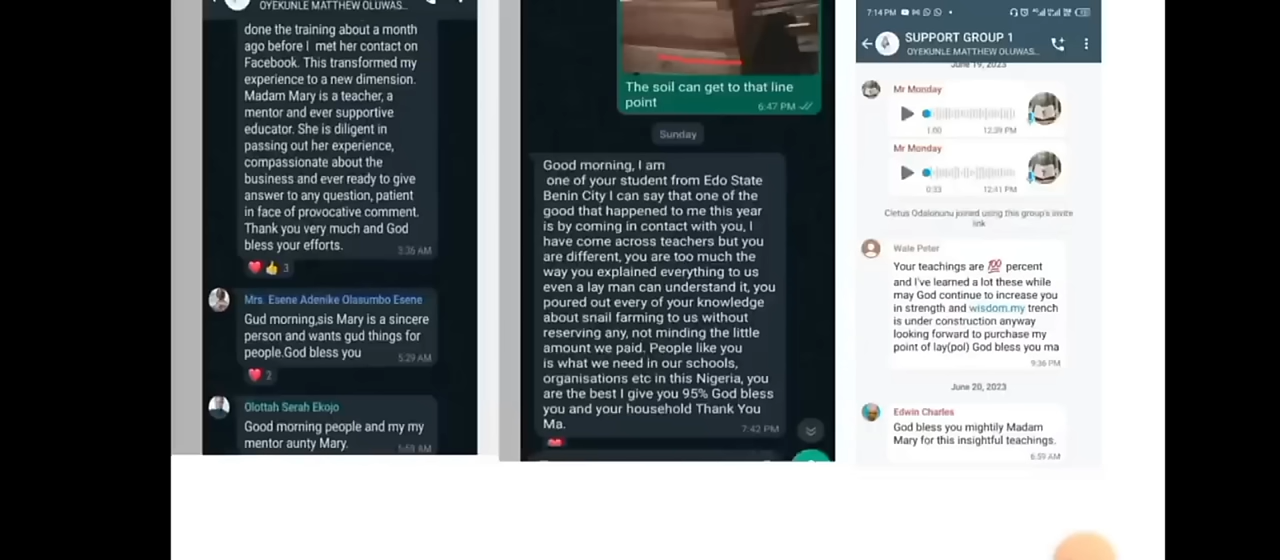 OYEKUNLE MATTHEW OLUWAS...
done the training about a month
ago before I met her contact on
Facebook. This transformed my
experience to a new dimension.
Madam Mary is a teacher, a
mentor and ever supportive
educator. She is diligent in
passing out her experience,
compassionate about the
business and ever ready to give
answer to any question, patient
in face of provocative comment.
Thank you very much and God
bless your efforts.
3:35 AM
3
Mrs. Esene Adenike Olasumbo Esene
Gud morning,sis Mary is a sincere
person and wants gud things for
people.God bless you
5:29 AM
2
Olottah Serah Ekojo
Good morning people and my my
mentor aunty Mary.
5:53 AM
The soil can get to that line
point
6:47 PM
Sunday
Good morning, I am
one of your student from Edo State
Benin City I can say that one of the
good that happened to me this year
is by coming in contact with you, I
have come across teachers but you
are different, you are too much the
way you explained everything to us
even a lay man can understand it, you
poured out every of your knowledge
about snail farming to us without
reserving any, not minding the little
amount we paid. People like you
is what we need in our schools,
organisations etc in this Nigeria, you
are the best I give you 95% God bless
you and your household Thank You
Ma.
7:42 PM
7:14 PM
SUPPORT GROUP 1
OYEKUNLE MATTHEW OLUWAS...
June 19, 2023
Mr Monday
1:00 12:39 PM
Mr Monday
0:33 12:41 PM
Cletus Odalonunu joined using this group's invite
link
Wale Peter
Your teachings are 💯 percent
and I've learned a lot these while
may God continue to increase you
in strength and wisdom.my trench
is under construction anyway
looking forward to purchase my
point of lay(pol) God bless you ma
9:36 PM
June 20, 2023
Edwin Charles
God bless you mightily Madam
Mary for this insightful teachings.
6:59 AM